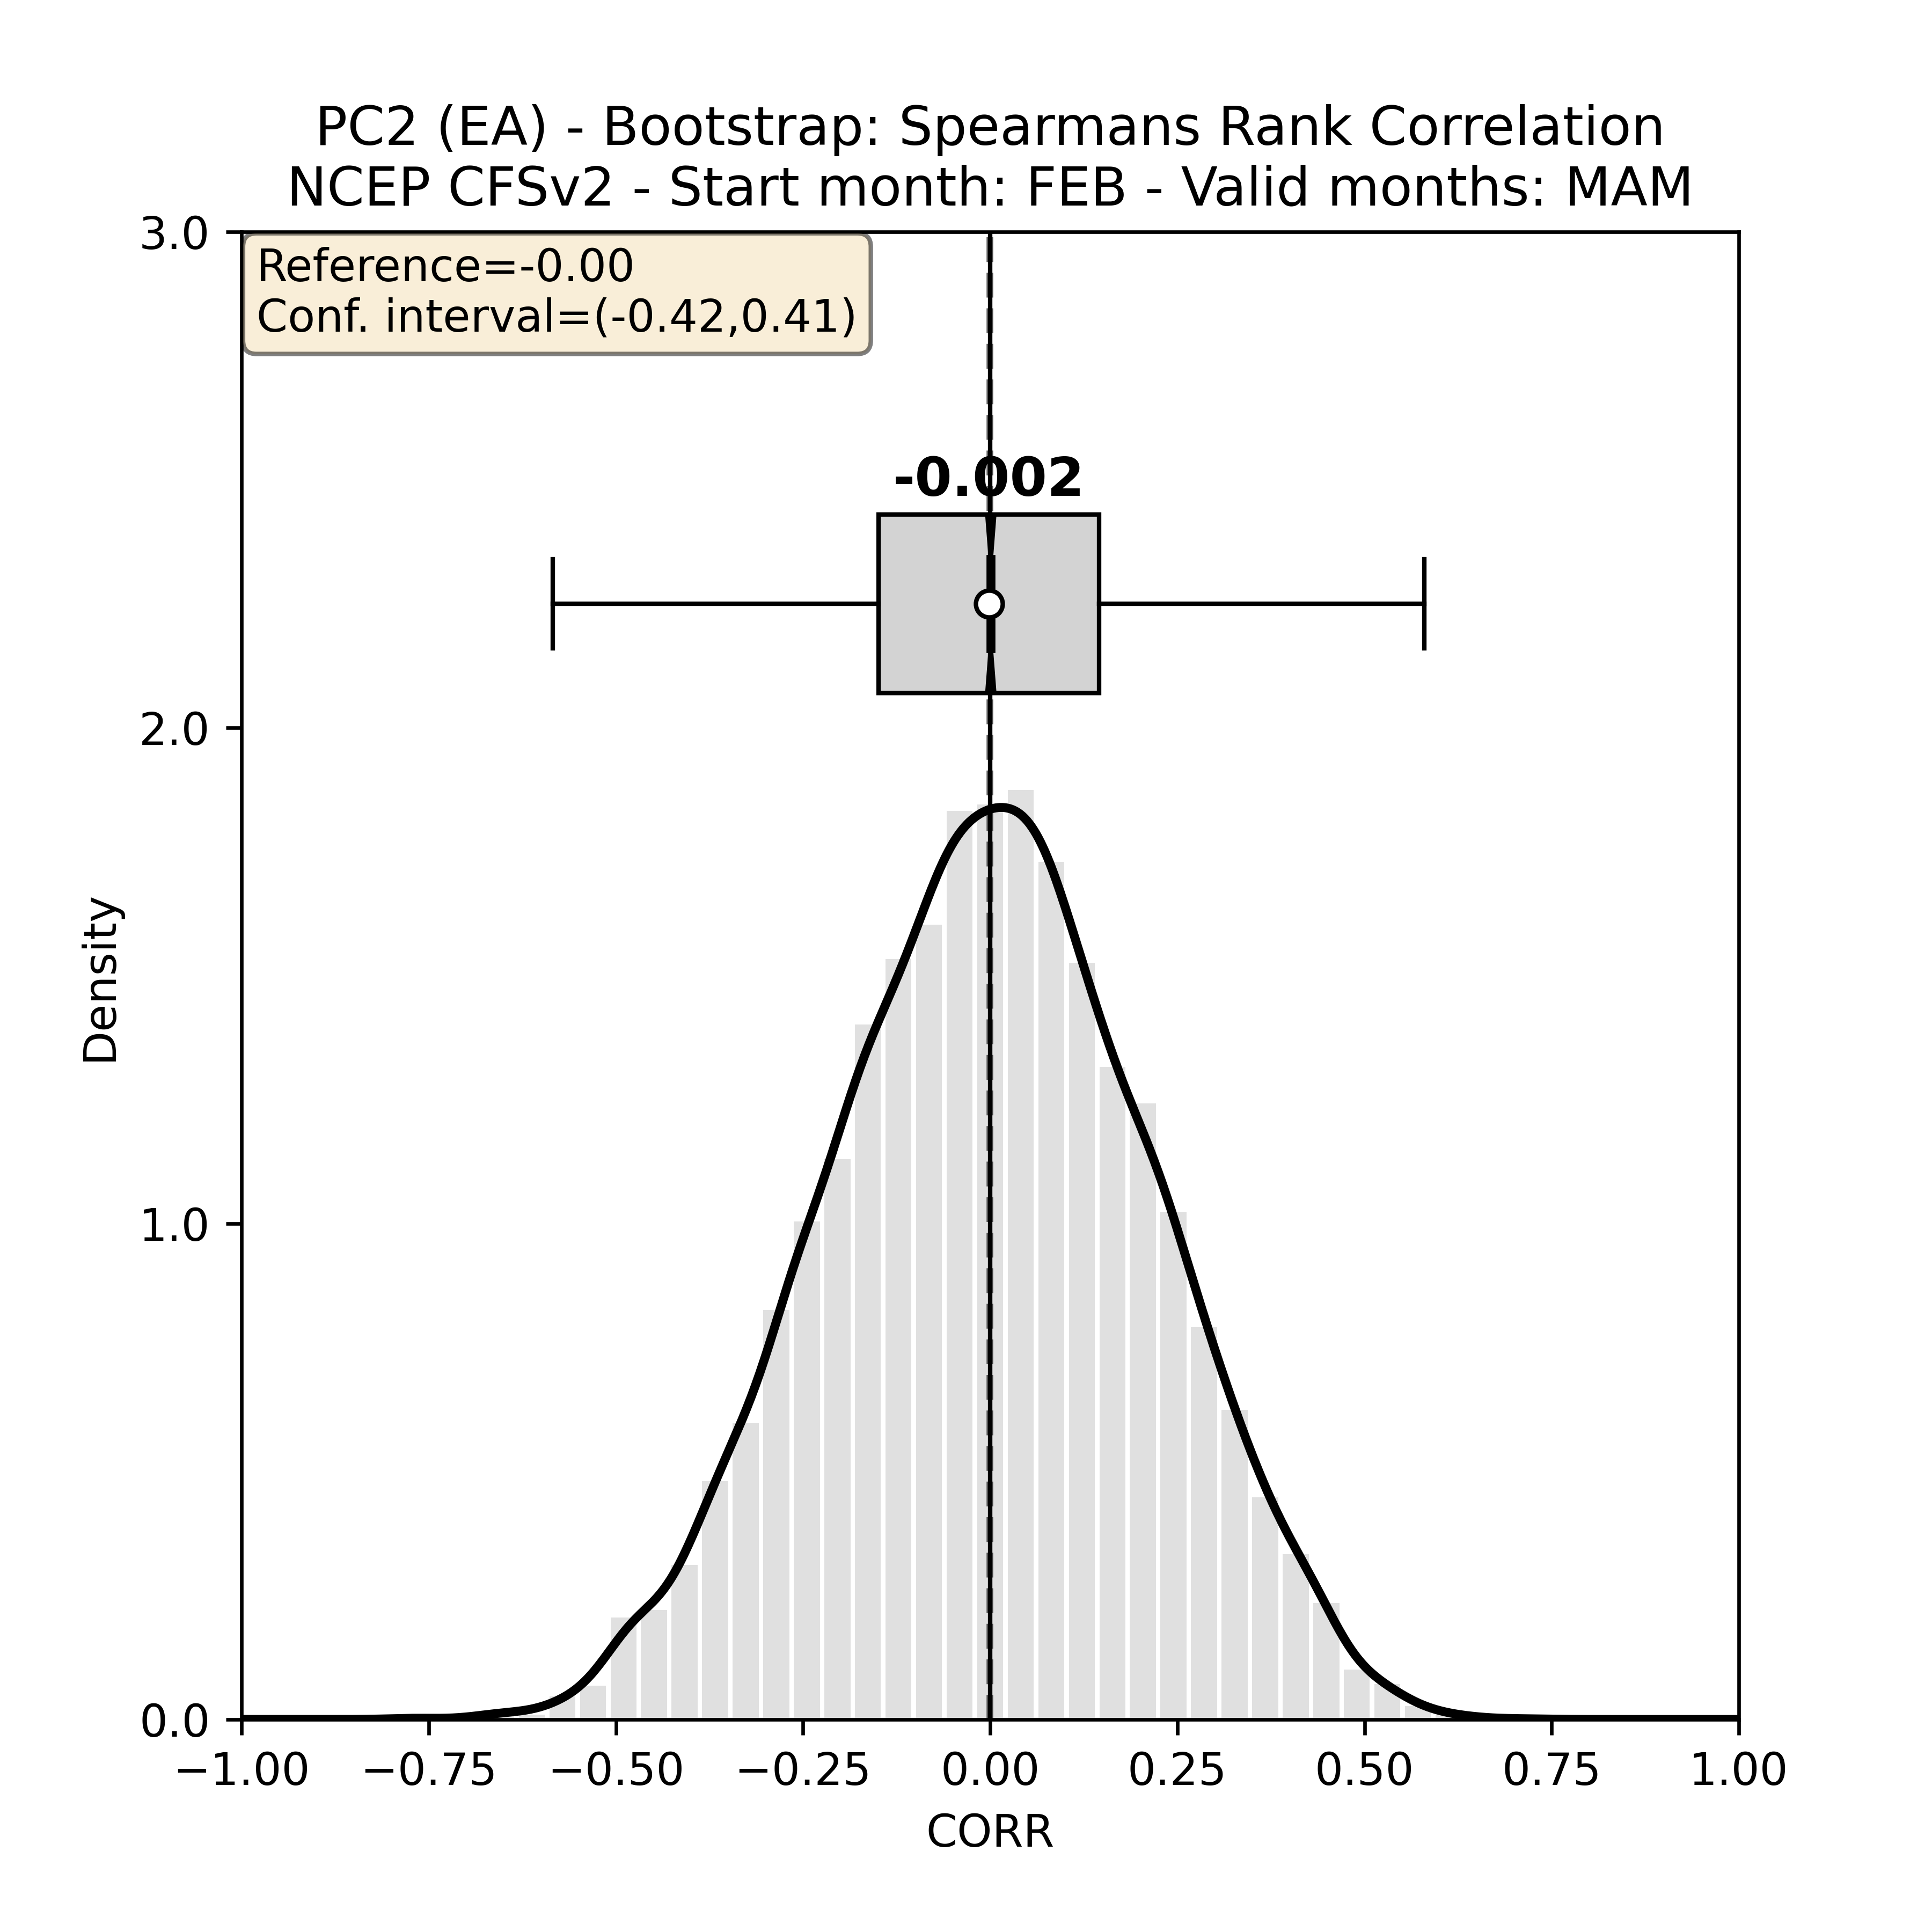 PC2 (EA) - Bootstrap: Spearmans Rank Correlation
NCEP CFSv2 - Start month: FEB - Valid months: MAM
Reference=-0.00
Conf. interval=(-0.42,0.41)
-0.002
3.0
2.0
1.0
0.0
Density
−1.00 −0.75 −0.50 −0.25 0.00 0.25 0.50 0.75 1.00
CORR